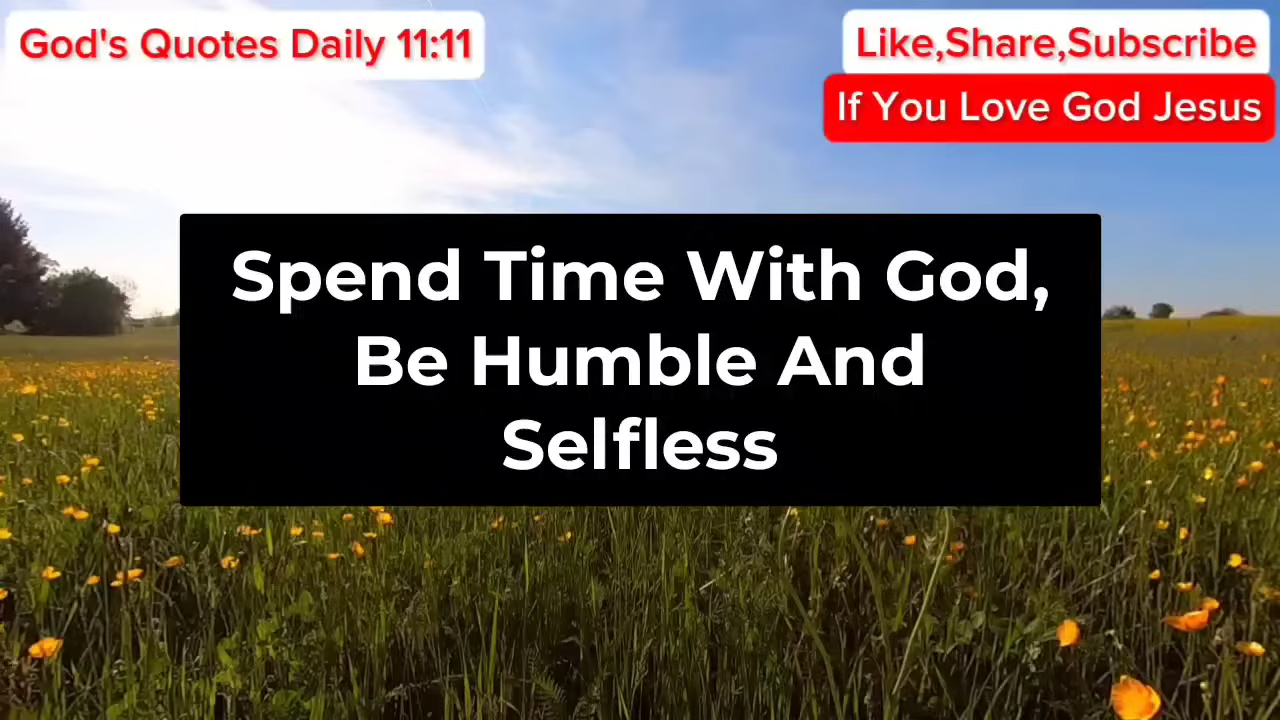 God's Quotes Daily 11:11
Like,Share,Subscribe
If You Love God Jesus
Spend Time With God,
Be Humble And
Selfless